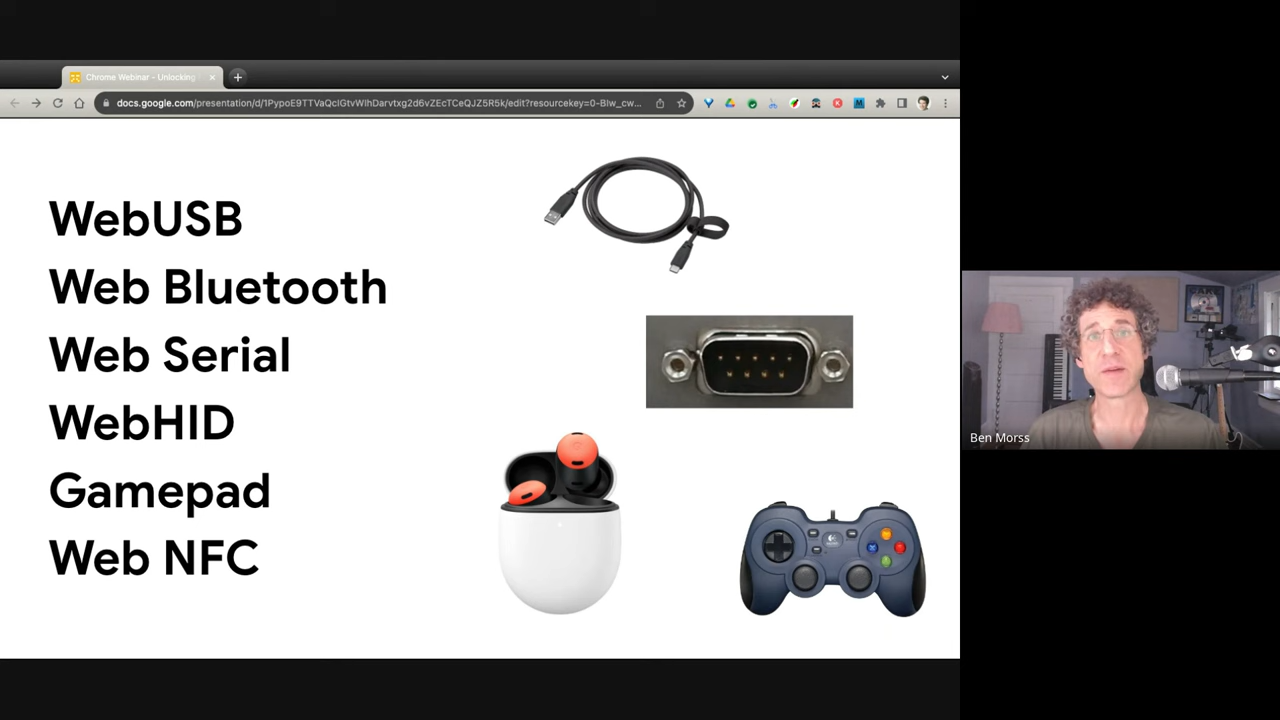 Chrome Webinar - Unlocking
docs.google.com/presentation/d/1PypoE9TTVaQcIGtvWIhDarvtxg2d6vZEcTCeQJZ5R5k/edit?resourcekey=0-Blw_cw...
WebUSB
Web Bluetooth
Web Serial
WebHID
Gamepad
Web NFC
Ben Morss